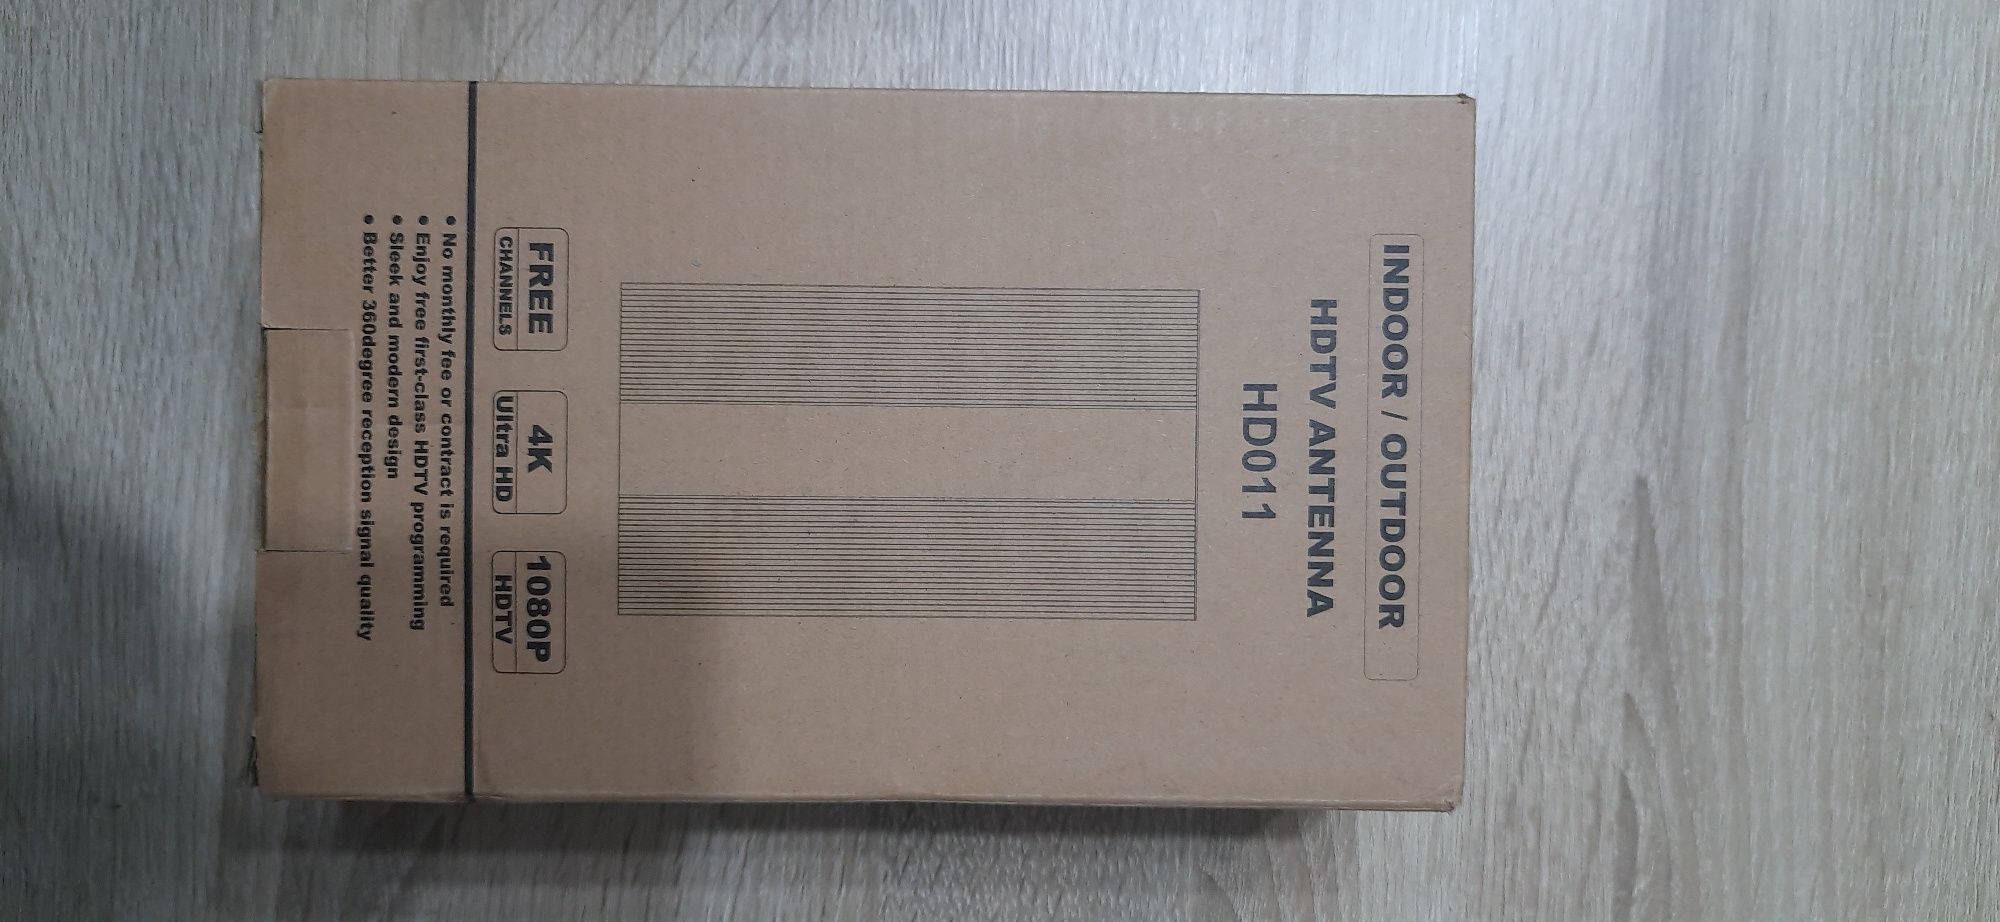 INDOOR / OUTDOOR
HDTV ANTENNA
HD011
FREE
CHANNELS
4K
Ultra HD
1080P
HDTV
• No monthly fee or contract is required
• Enjoy free first-class HDTV programming
• Sleek and modern design
• Better 360degree reception signal quality